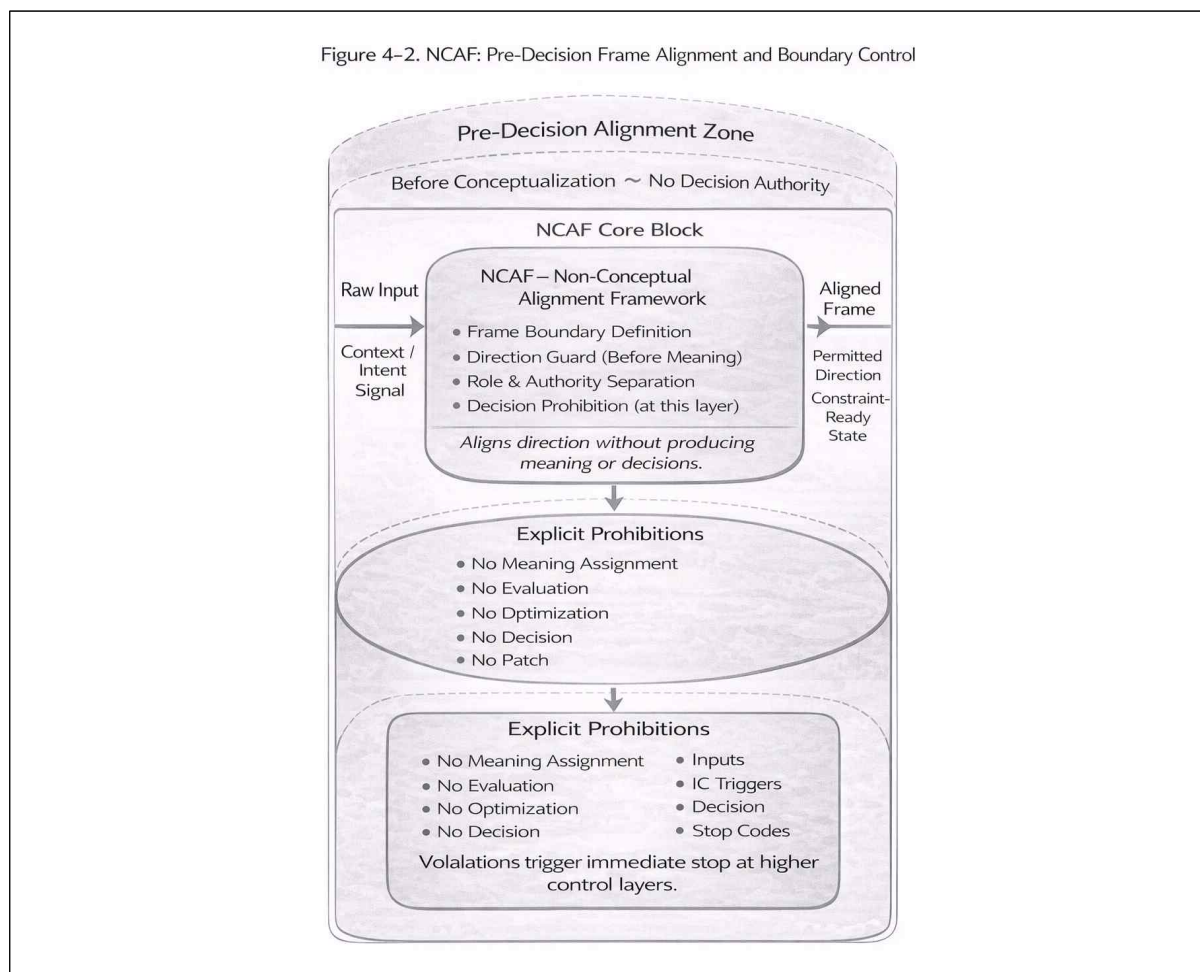 Figure 4–2. NCAF: Pre-Decision Frame Alignment and Boundary Control
Pre-Decision Alignment Zone
Before Conceptualization ~ No Decision Authority
NCAF Core Block
Raw Input
Context /
Intent
Signal
NCAF – Non-Conceptual
Alignment Framework
• Frame Boundary Definition
• Direction Guard (Before Meaning)
• Role & Authority Separation
• Decision Prohibition (at this layer)
Aligns direction without producing
meaning or decisions.
Aligned
Frame
Permitted
Direction
Constraint-
Ready
State
Explicit Prohibitions
• No Meaning Assignment
• No Evaluation
• No Dptimization
• No Decision
• No Patch
Explicit Prohibitions
• No Meaning Assignment
• No Evaluation
• No Optimization
• No Decision
• Inputs
• IC Triggers
• Decision
• Stop Codes
Volalations trigger immediate stop at higher
control layers.